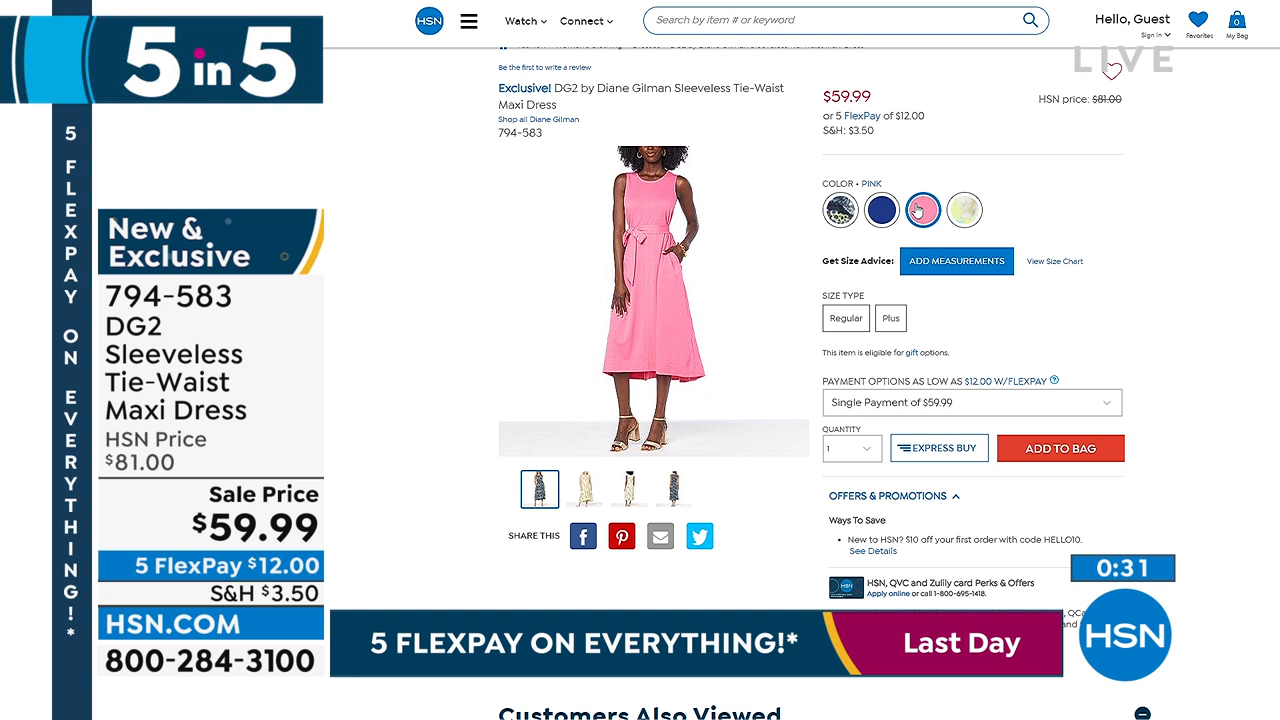 5 in 5
5 FLEXPAY ON EVERYTHING!*
New &
Exclusive
794-583
DG2
Sleeveless
Tie-Waist
Maxi Dress
HSN Price
$81.00
Sale Price
$59.99
5 FlexPay $12.00
S&H $3.50
HSN.COM
800-284-3100
HSN
Watch
Connect
Search by item # or keyword
Hello, Guest
Sign In
Favorites
0
My Bag
LIVE
Be the first to write a review
Exclusive! DG2 by Diane Gilman Sleeveless Tie-Waist
Maxi Dress
Shop all Diane Gilman
794-583
SHARE THIS
$59.99
HSN price: $81.00
or 5 FlexPay of $12.00
S&H: $3.50
COLOR • PINK
Get Size Advice:
ADD MEASUREMENTS
View Size Chart
SIZE TYPE
Regular
Plus
This item is eligible for gift options.
PAYMENT OPTIONS AS LOW AS $12.00 W/FLEXPAY
Single Payment of $59.99
QUANTITY
1
EXPRESS BUY
ADD TO BAG
OFFERS & PROMOTIONS
Ways To Save
• New to HSN? $10 off your first order with code HELLO10.
See Details
HSN, QVC and Zulily card Perks & Offers
Apply online or call 1-800-695-1418.
0:31
5 FLEXPAY ON EVERYTHING!*
Last Day
HSN
Customers Also Viewed